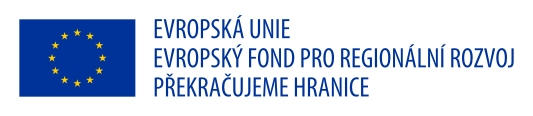 EVROPSKÁ UNIE
EVROPSKÝ FOND PRO REGIONÁLNÍ ROZVOJ
PŘEKRAČUJEME HRANICE